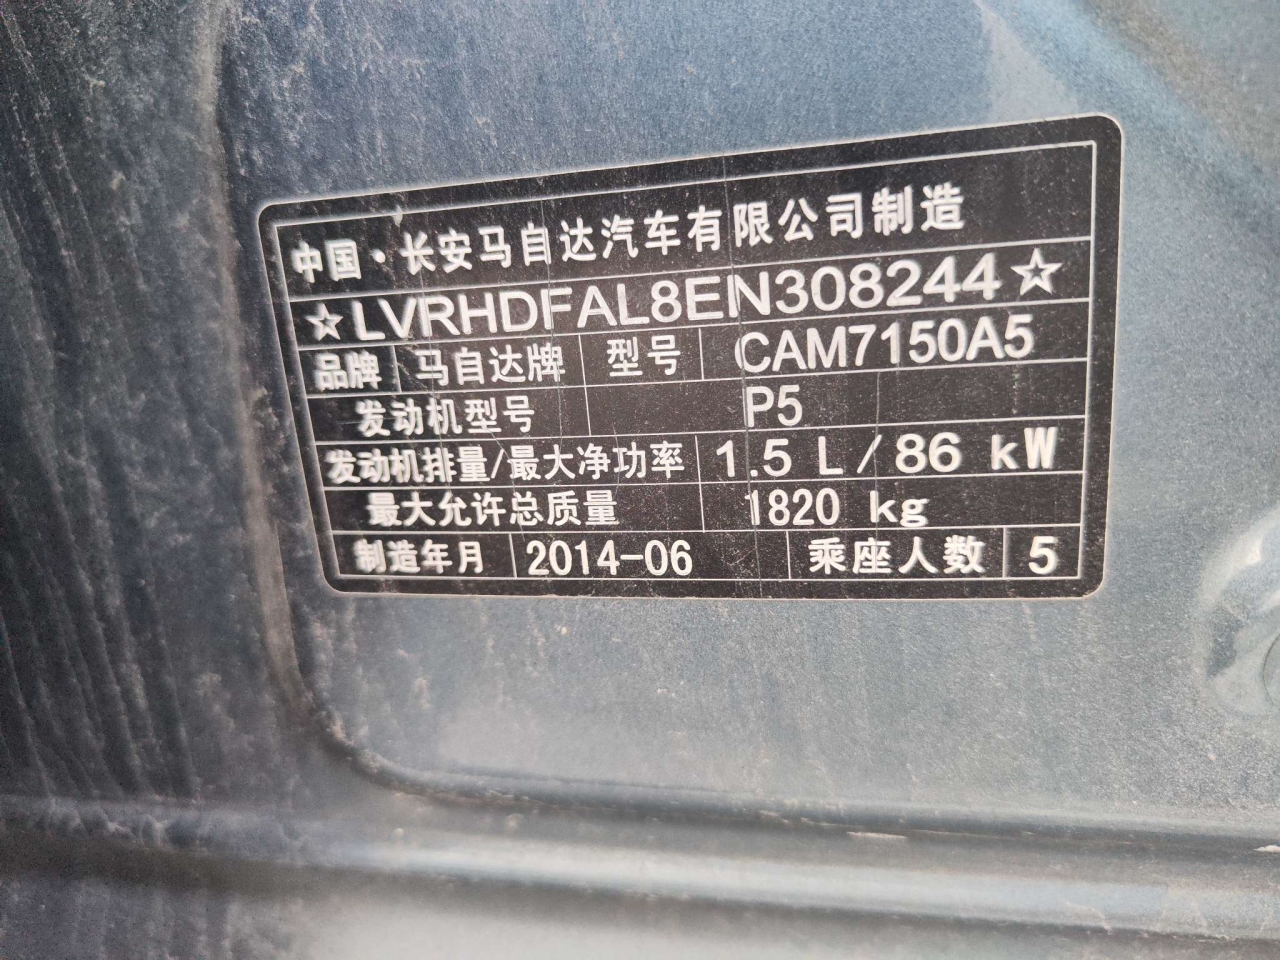 中国·长安马自达汽车有限公司制造
☆LVRHDFAL8EN308244☆
品牌 马自达牌 型号 CAM7150A5
发动机型号 P5
发动机排量/最大净功率 1.5 L/86 kW
最大允许总质量 1820 kg
制造年月 2014-06 乘座人数 5